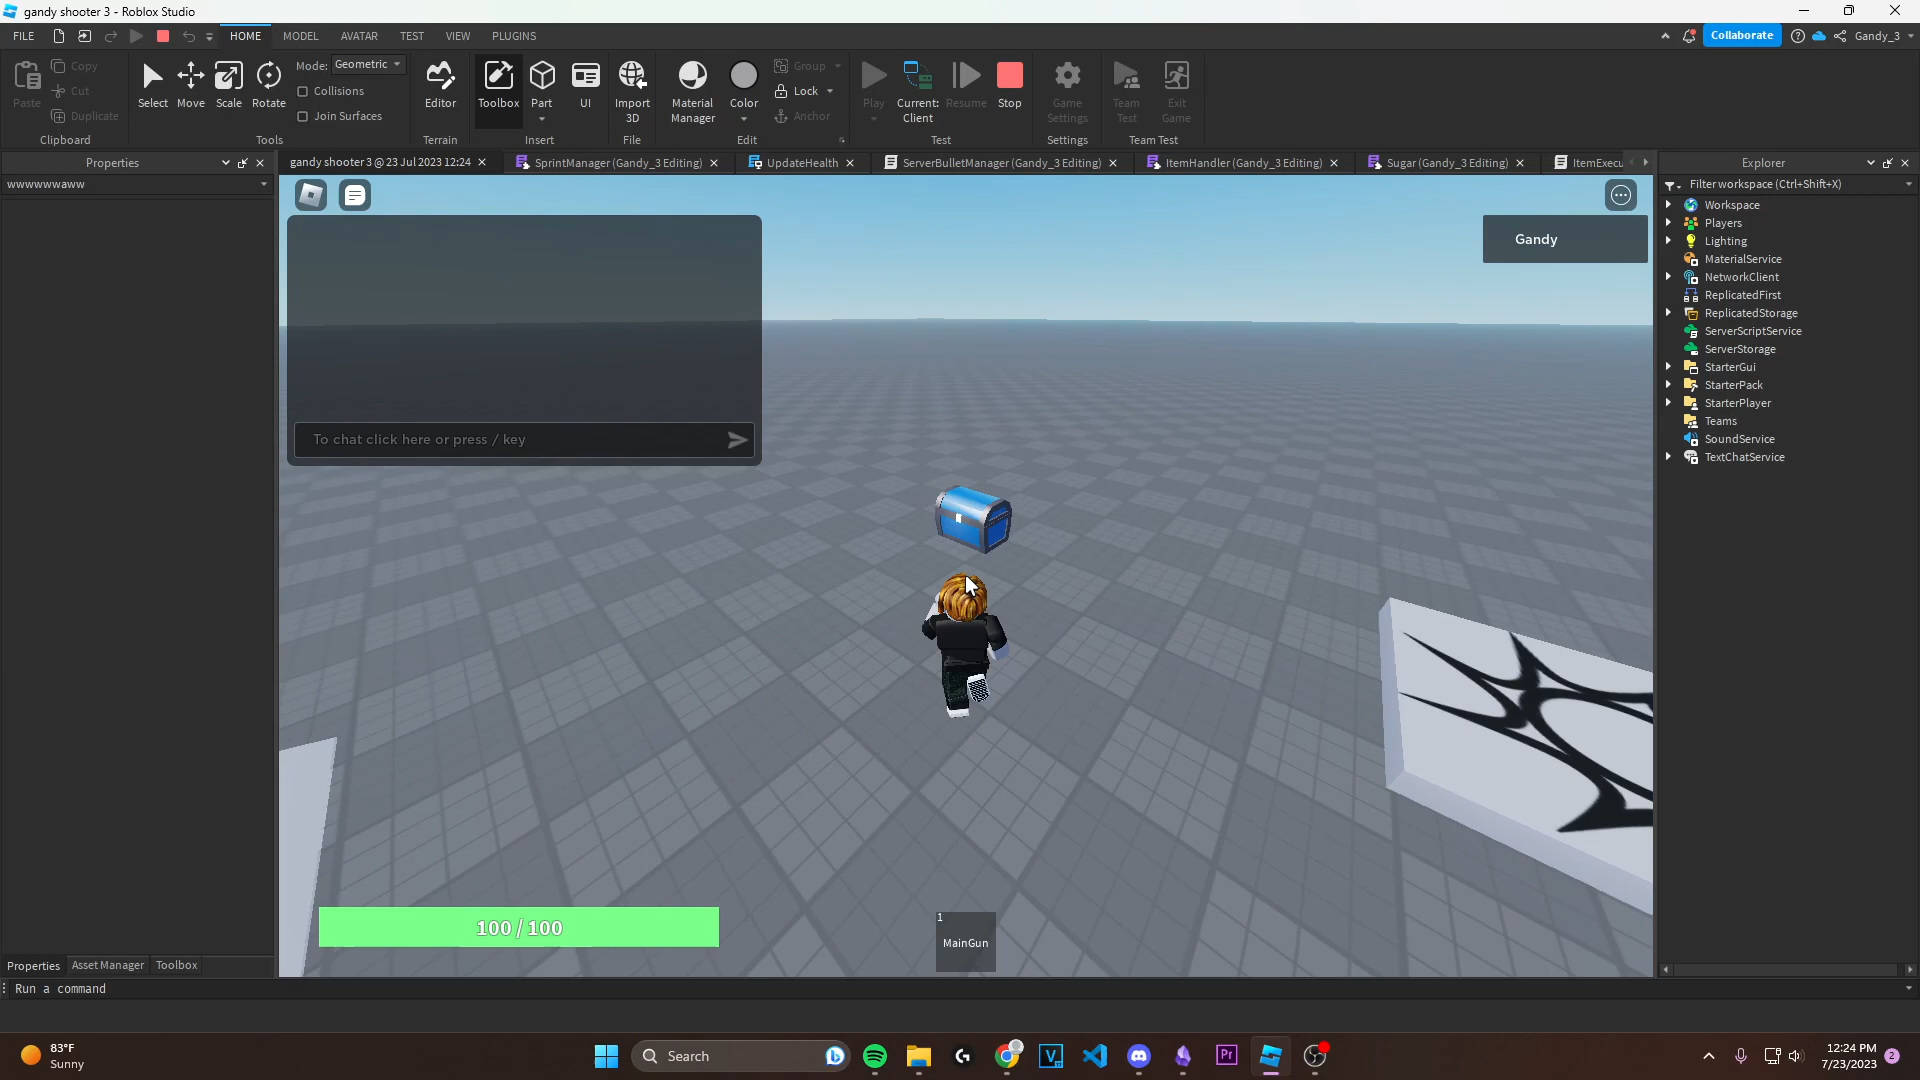 gandy shooter 3 - Roblox Studio
FILE HOME MODEL AVATAR TEST VIEW PLUGINS Collaborate Gandy_3
Paste Copy Cut Duplicate Select Move Scale Rotate Mode: Geometric Collisions Join Surfaces Editor Toolbox Part UI Import 3D Material Manager Color Group Lock Anchor Play Current: Client Resume Stop Game Settings Team Test Exit Game
Clipboard Tools Terrain Insert File Edit Test Settings Team Test
Properties
wwwwwwaww
gandy shooter 3 @ 23 Jul 2023 12:24 SprintManager (Gandy_3 Editing) UpdateHealth ServerBulletManager (Gandy_3 Editing) ItemHandler (Gandy_3 Editing) Sugar (Gandy_3 Editing) ItemExecu
Explorer
Filter workspace (Ctrl+Shift+X)
Workspace
Players
Lighting
MaterialService
NetworkClient
ReplicatedFirst
ReplicatedStorage
ServerScriptService
ServerStorage
StarterGui
StarterPack
StarterPlayer
Teams
SoundService
TextChatService
Gandy
To chat click here or press / key
100 / 100
1
MainGun
Properties Asset Manager Toolbox
Run a command
83°F
Sunny
Search
V
Pr
12:24 PM
7/23/2023
2